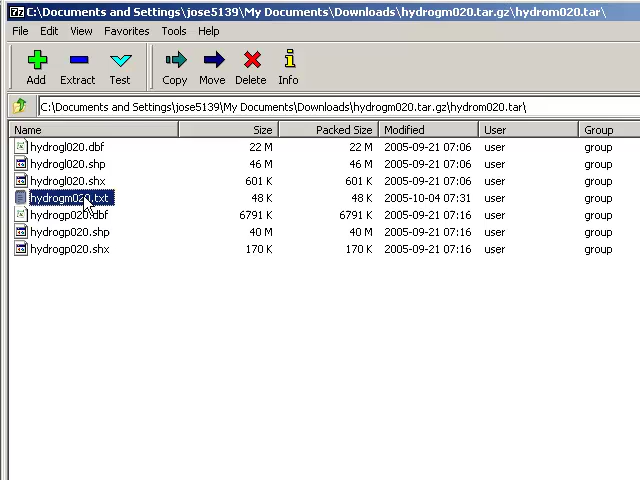 C:\Documents and Settings\jose5139\My Documents\Downloads\hydrogm020.tar.gz\hydrom020.tar\
File Edit View Favorites Tools Help
Add Extract Test Copy Move Delete Info
C:\Documents and Settings\jose5139\My Documents\Downloads\hydrogm020.tar.gz\hydrom020.tar\
Name Size Packed Size Modified User Group
hydrogl020.dbf 22 M 22 M 2005-09-21 07:06 user group
hydrogl020.shp 46 M 46 M 2005-09-21 07:06 user group
hydrogl020.shx 601 K 601 K 2005-09-21 07:06 user group
hydrogm020.txt 48 K 48 K 2005-10-04 07:31 user group
hydrogp020.dbf 6791 K 6791 K 2005-09-21 07:16 user group
hydrogp020.shp 40 M 40 M 2005-09-21 07:16 user group
hydrogp020.shx 170 K 170 K 2005-09-21 07:16 user group